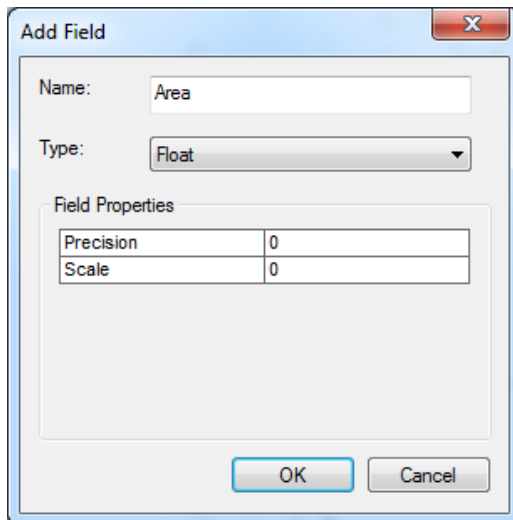 Add Field
Name: Area
Type: Float
Field Properties
Precision 0
Scale 0
OK Cancel